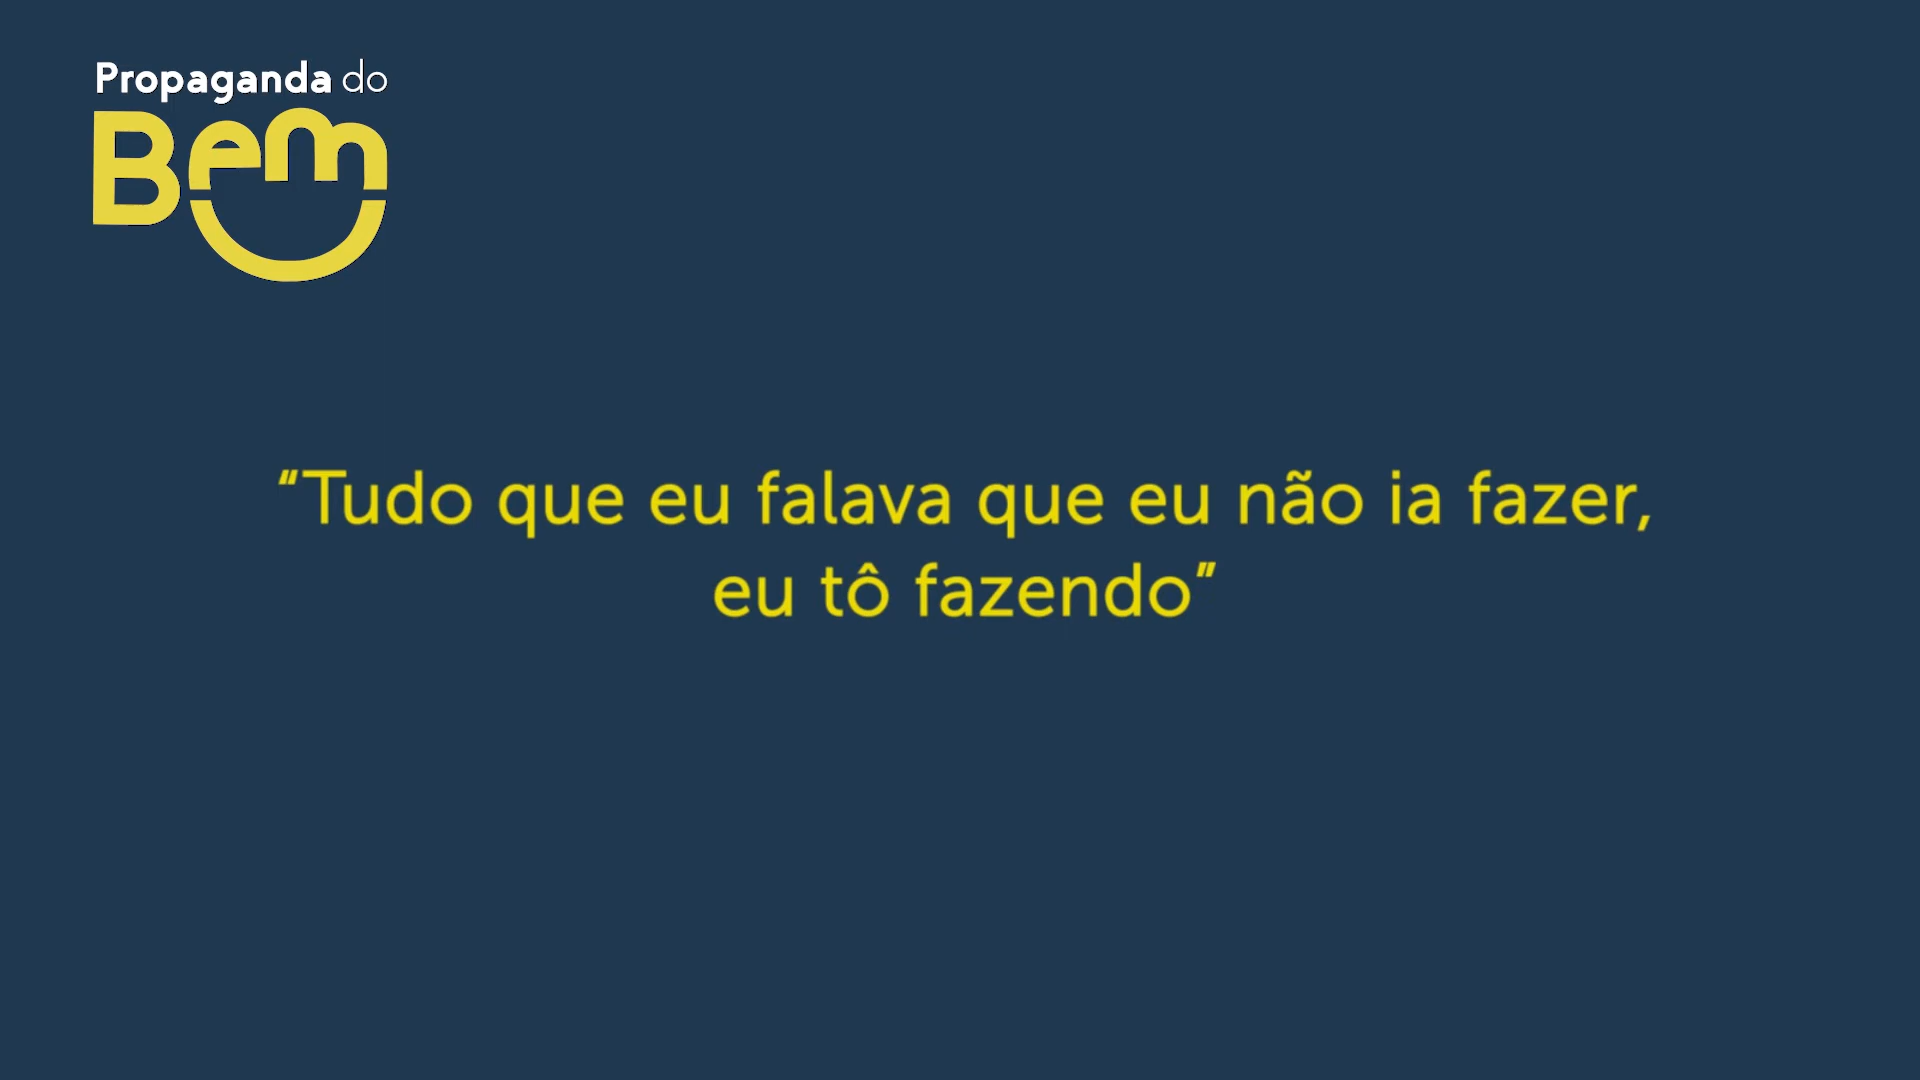 Propaganda do
Bem
“Tudo que eu falava que eu não ia fazer,
eu tô fazendo”